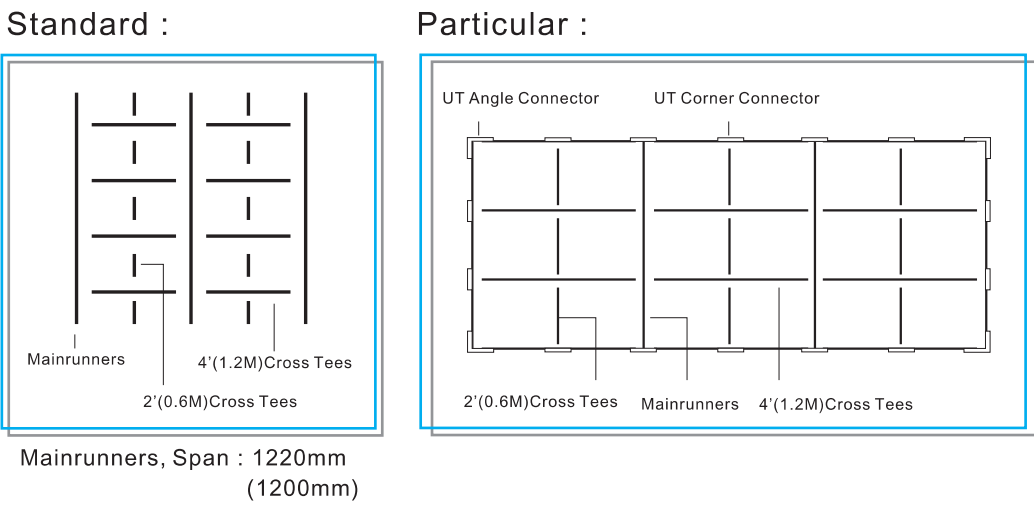 Standard :
Mainrunners
4'(1.2M)Cross Tees
2'(0.6M)Cross Tees
Mainrunners, Span : 1220mm
(1200mm)
Particular :
UT Angle Connector
UT Corner Connector
2'(0.6M)Cross Tees
Mainrunners
4'(1.2M)Cross Tees